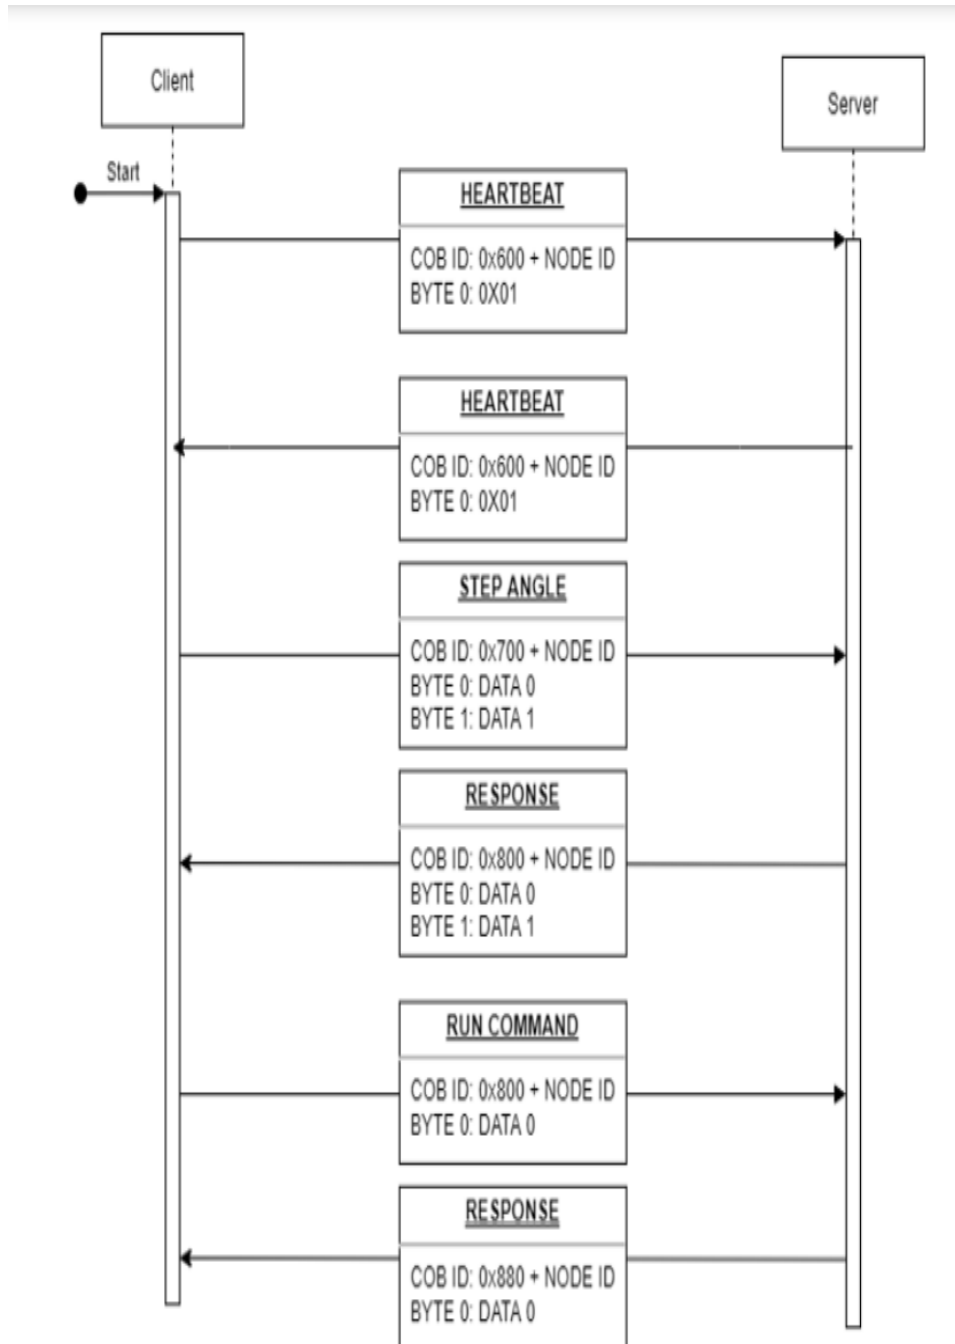 Client
Server
Start
HEARTBEAT
COB ID: 0x600 + NODE ID
BYTE 0: 0X01
HEARTBEAT
COB ID: 0x600 + NODE ID
BYTE 0: 0X01
STEP ANGLE
COB ID: 0x700 + NODE ID
BYTE 0: DATA 0
BYTE 1: DATA 1
RESPONSE
COB ID: 0x800 + NODE ID
BYTE 0: DATA 0
BYTE 1: DATA 1
RUN COMMAND
COB ID: 0x800 + NODE ID
BYTE 0: DATA 0
RESPONSE
COB ID: 0x880 + NODE ID
BYTE 0: DATA 0